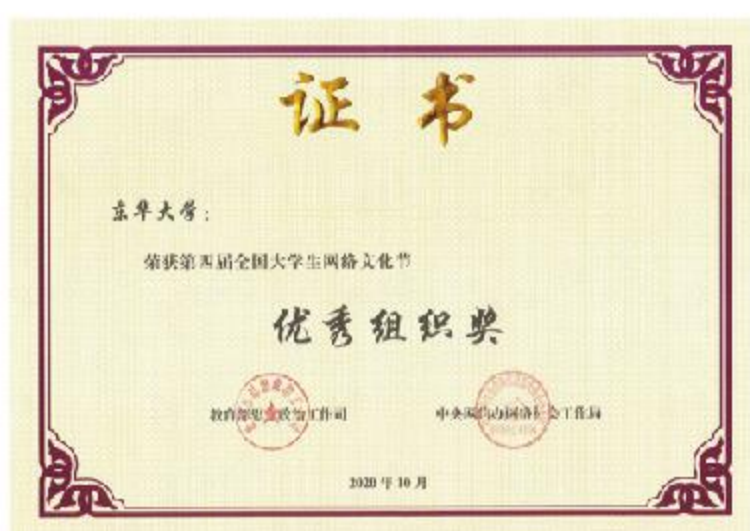 证书
东华大学:
荣获第四届全国大学生网络文化节
优秀组织奖
教育部思想政治工作司 中央网信办网络社会工作局
2020年10月